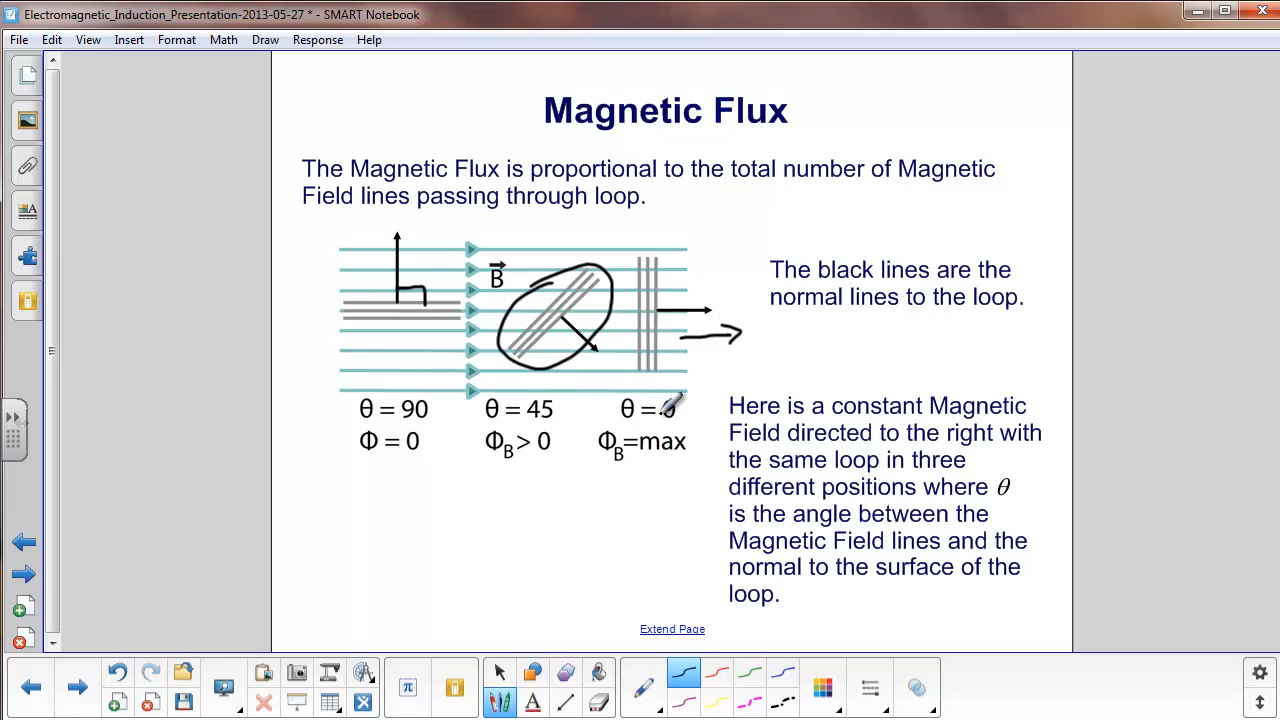 Electromagnetic_Induction_Presentation-2013-05-27 * - SMART Notebook
File Edit View Insert Format Math Draw Response Help
Magnetic Flux
The Magnetic Flux is proportional to the total number of Magnetic
Field lines passing through loop.
B
The black lines are the
normal lines to the loop.
θ = 90 θ = 45 θ = 0
Φ = 0 ΦB > 0 ΦB=max
Here is a constant Magnetic
Field directed to the right with
the same loop in three
different positions where θ
is the angle between the
Magnetic Field lines and the
normal to the surface of the
loop.
Extend Page